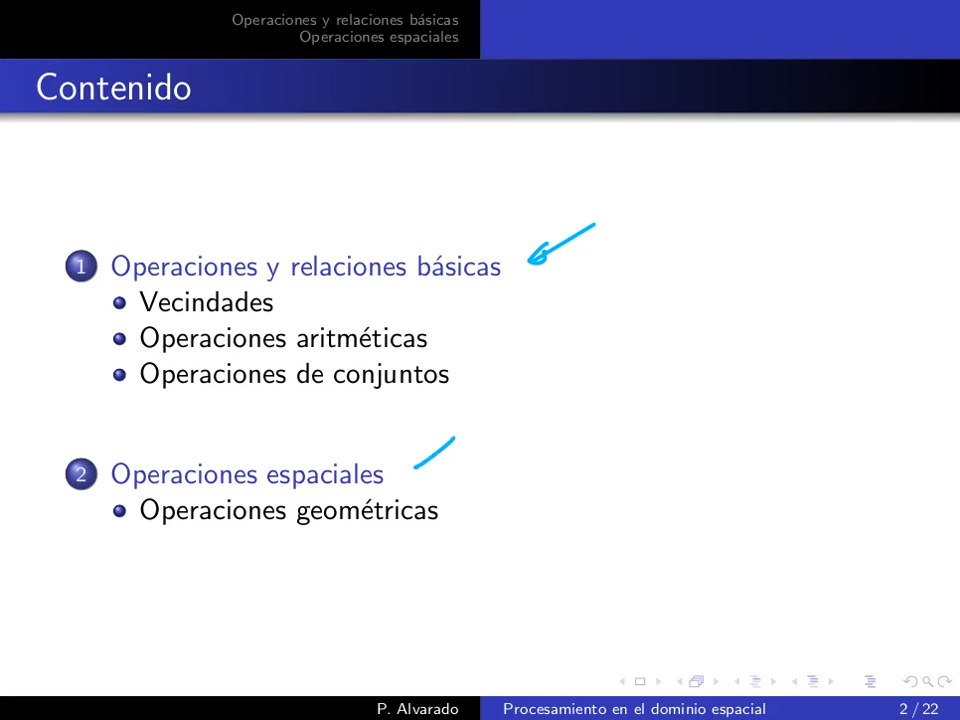 Operaciones y relaciones básicas
Operaciones espaciales
Contenido
1 Operaciones y relaciones básicas
Vecindades
Operaciones aritméticas
Operaciones de conjuntos
2 Operaciones espaciales
Operaciones geométricas
P. Alvarado Procesamiento en el dominio espacial 2 / 22